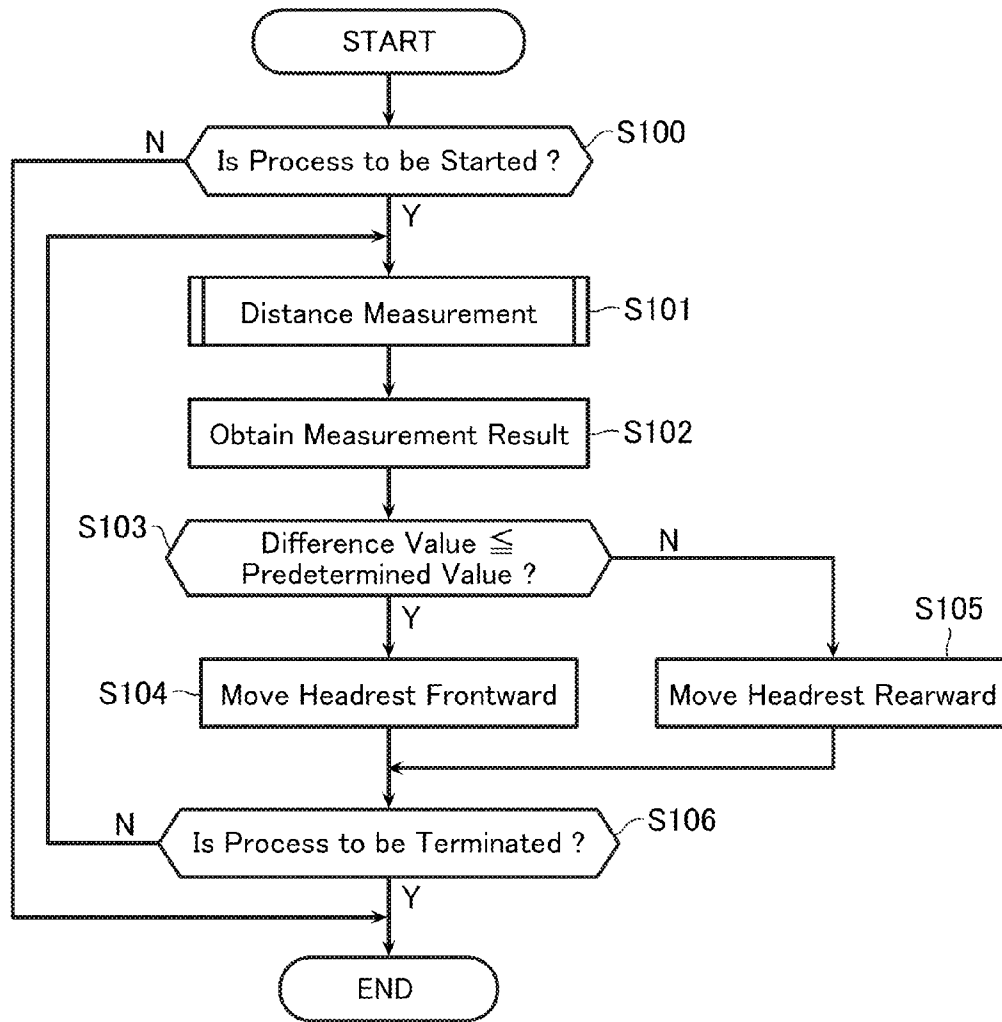 START
S100
N
Is Process to be Started ?
Y
Distance Measurement
S101
Obtain Measurement Result
S102
S103
Difference Value ≦
Predetermined Value ?
N
Y
S105
S104
Move Headrest Frontward
Move Headrest Rearward
N
S106
Is Process to be Terminated ?
Y
END